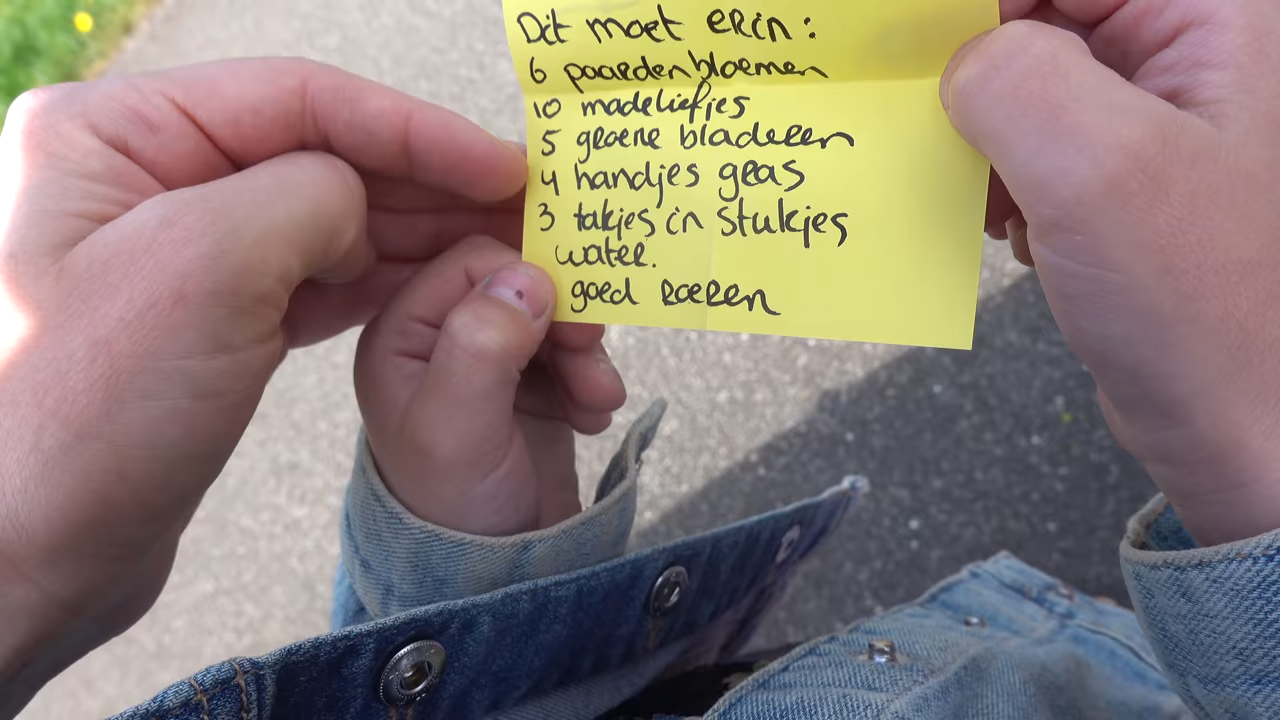 Dit moet erin:
6 paardenbloemen
10 madeliefjes
5 groene bladeren
4 handjes gras
3 takjes in stukjes
water.
goed roeren